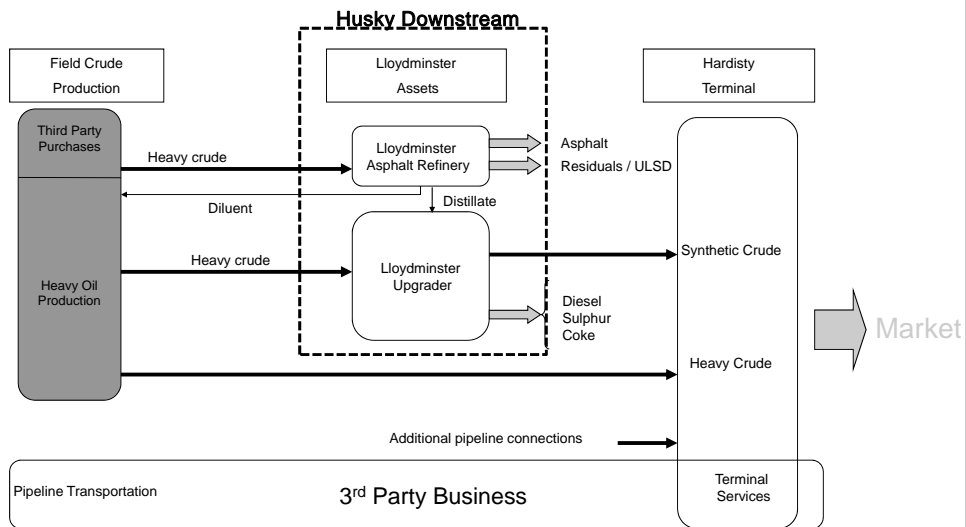 Husky Downstream
Field Crude
Production
Lloydminster
Assets
Hardisty
Terminal
Third Party
Purchases
Heavy crude
Lloydminster
Asphalt Refinery
Asphalt
Residuals / ULSD
Diluent
Distillate
Heavy crude
Heavy Oil
Production
Lloydminster
Upgrader
Synthetic Crude
Diesel
Sulphur
Coke
Market
Heavy Crude
Additional pipeline connections
Pipeline Transportation
3rd Party Business
Terminal
Services